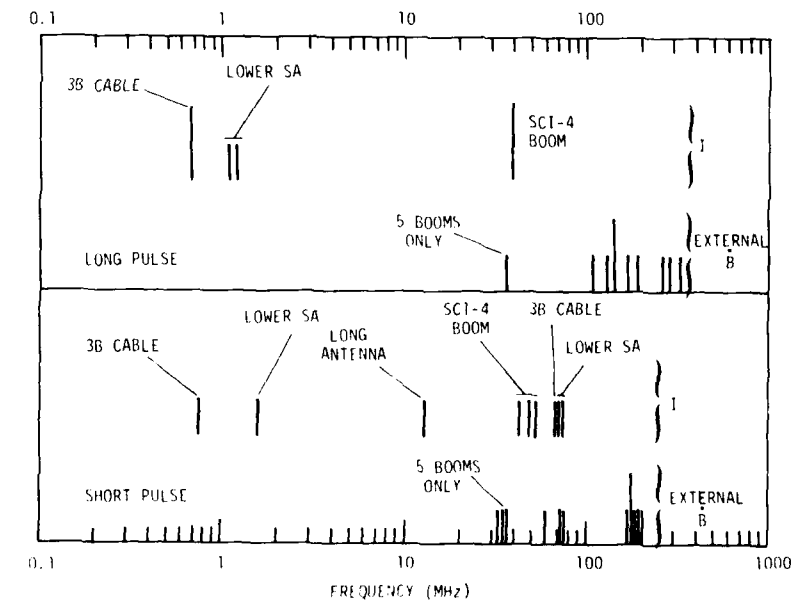 0.1 1 10 100
3B CABLE
LOWER SA
SCI-4
BOOM
I
5 BOOMS
ONLY
EXTERNAL
Ḃ
LONG PULSE
3B CABLE
LOWER SA
LONG
ANTENNA
SCI-4
BOOM
3B CABLE
LOWER SA
I
5 BOOMS
ONLY
SHORT PULSE
EXTERNAL
Ḃ
0.1 1 10 100 1000
FREQUENCY (MHz)